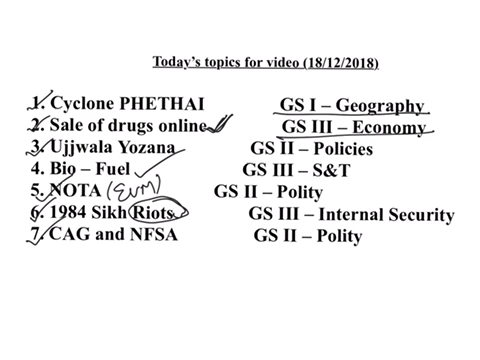 Today's topics for video (18/12/2018)
1. Cyclone PHETHAI GS I – Geography
2. Sale of drugs online GS III – Economy
3. Ujjwala Yozana GS II – Policies
4. Bio – Fuel GS III – S&T
5. NOTA (EVM) GS II – Polity
6. 1984 Sikh Riots. GS III – Internal Security
7. CAG and NFSA GS II – Polity